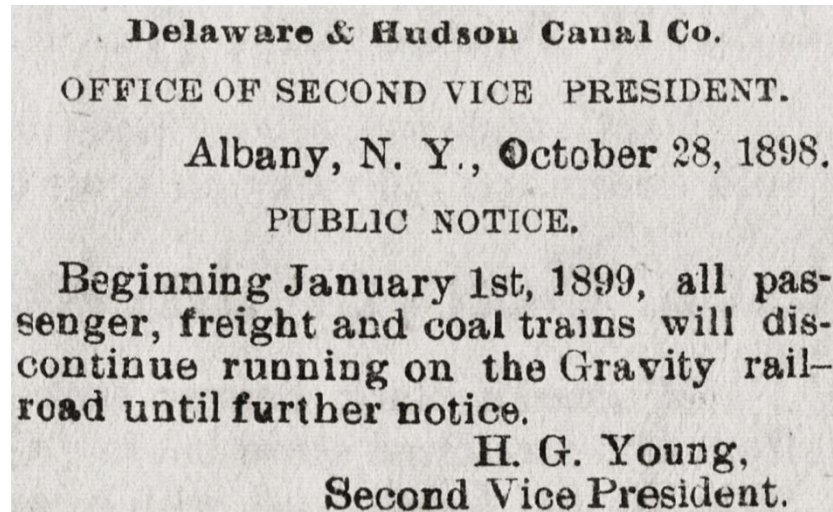 Delaware & Hudson Canal Co.
OFFICE OF SECOND VICE PRESIDENT.
Albany, N. Y., October 28, 1898.
PUBLIC NOTICE.
Beginning January 1st, 1899, all pas-
senger, freight and coal trains will dis-
continue running on the Gravity rail-
road until further notice.
H. G. Young,
Second Vice President.